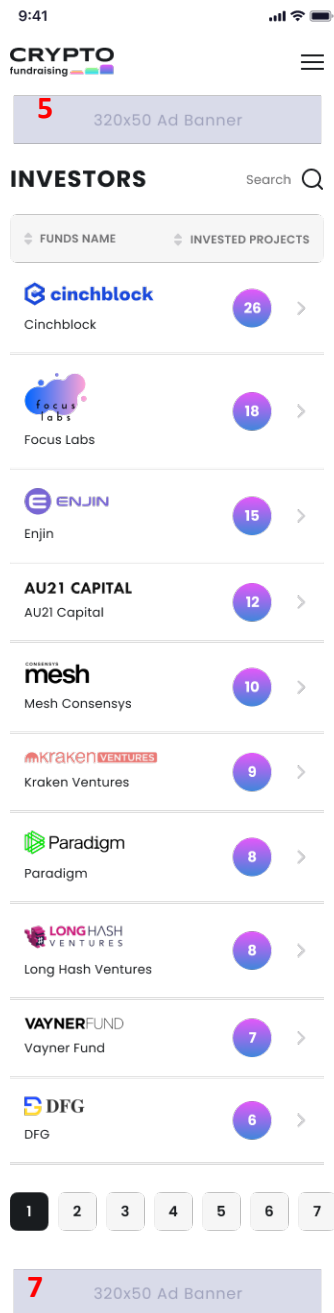 9:41
CRYPTO
fundraising
5
320x50 Ad Banner
INVESTORS
Search
FUNDS NAME
INVESTED PROJECTS
cinchblock
Cinchblock
26
focus
labs
Focus Labs
18
ENJIN
Enjin
15
AU21 CAPITAL
AU21 Capital
12
CONSENSYS
mesh
Mesh Consensys
10
kraken VENTURES
Kraken Ventures
9
Paradigm
Paradigm
8
LONGHASH
VENTURES
Long Hash Ventures
8
VAYNERFUND
Vayner Fund
7
DFG
DFG
6
1 2 3 4 5 6 7
7
320x50 Ad Banner